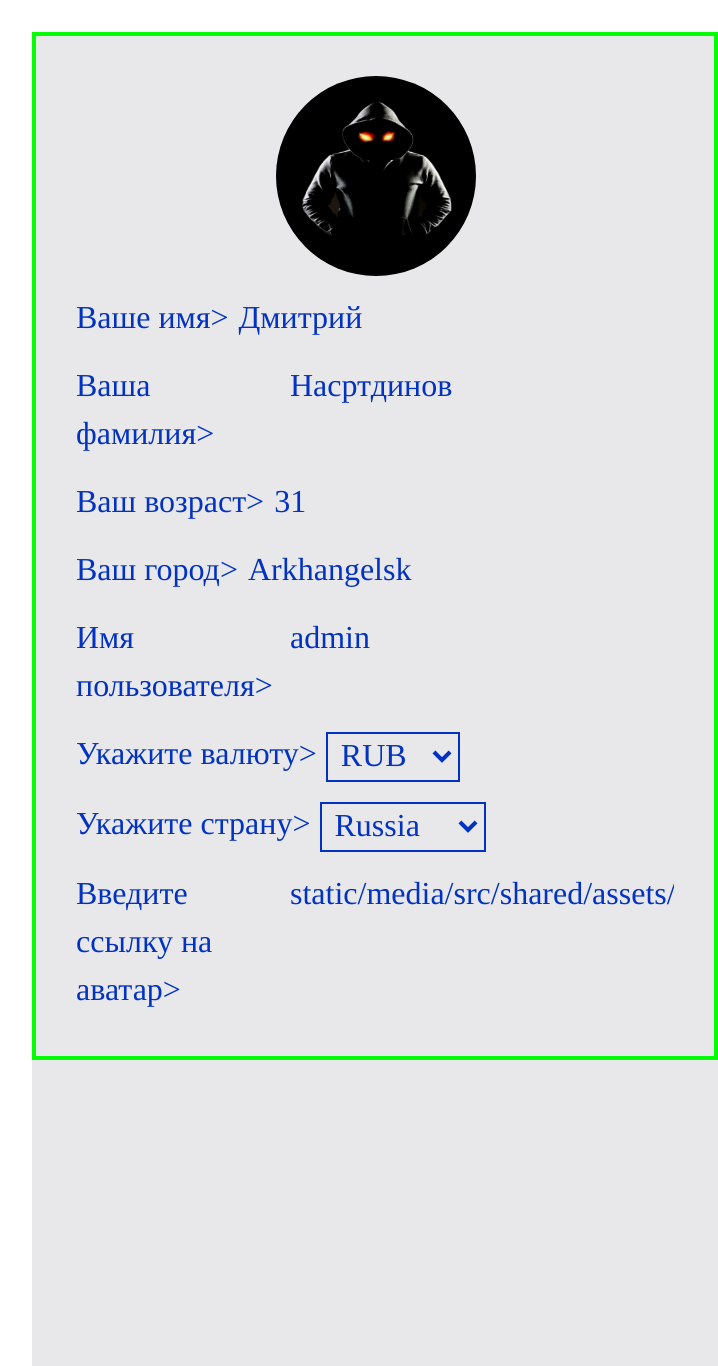 Ваше имя> Дмитрий
Ваша Насртдинов
фамилия>
Ваш возраст> 31
Ваш город> Arkhangelsk
Имя admin
пользователя>
Укажите валюту> RUB
Укажите страну> Russia
Введите static/media/src/shared/assets/
ссылку на
аватар>